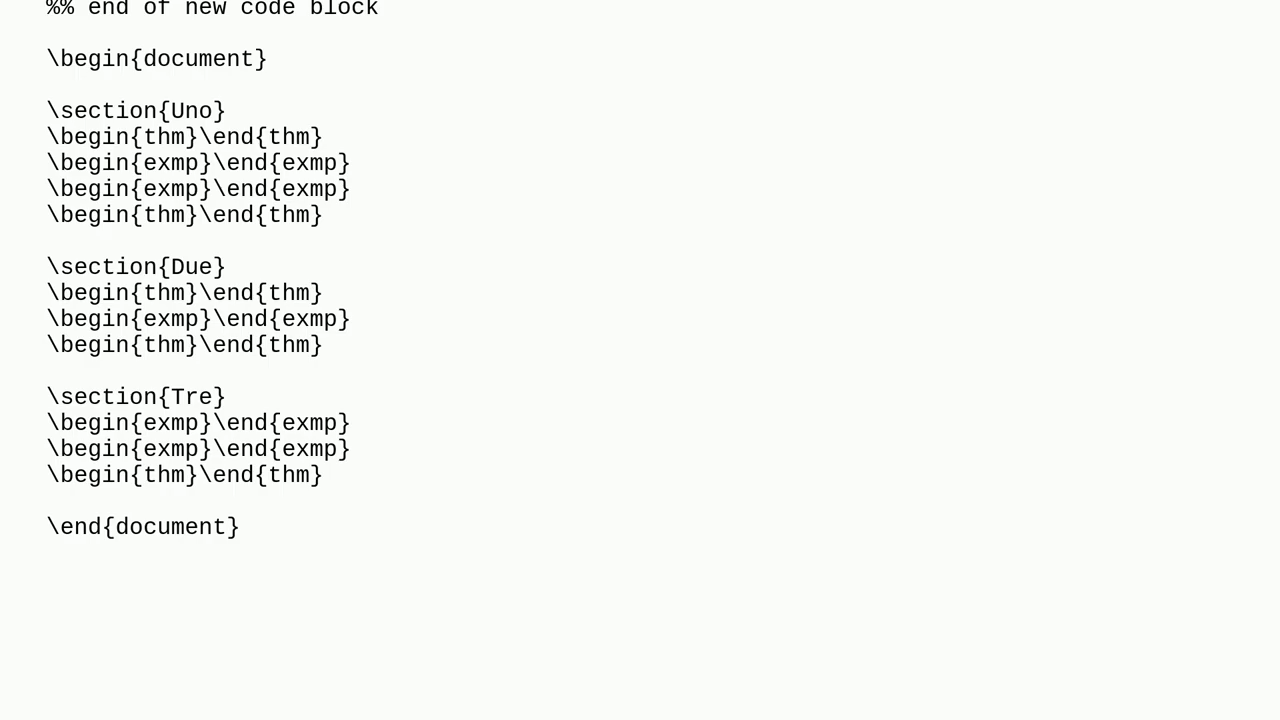 %% end of new code block
\begin{document}
\section{Uno}
\begin{thm}\end{thm}
\begin{exmp}\end{exmp}
\begin{exmp}\end{exmp}
\begin{thm}\end{thm}
\section{Due}
\begin{thm}\end{thm}
\begin{exmp}\end{exmp}
\begin{thm}\end{thm}
\section{Tre}
\begin{exmp}\end{exmp}
\begin{exmp}\end{exmp}
\begin{thm}\end{thm}
\end{document}